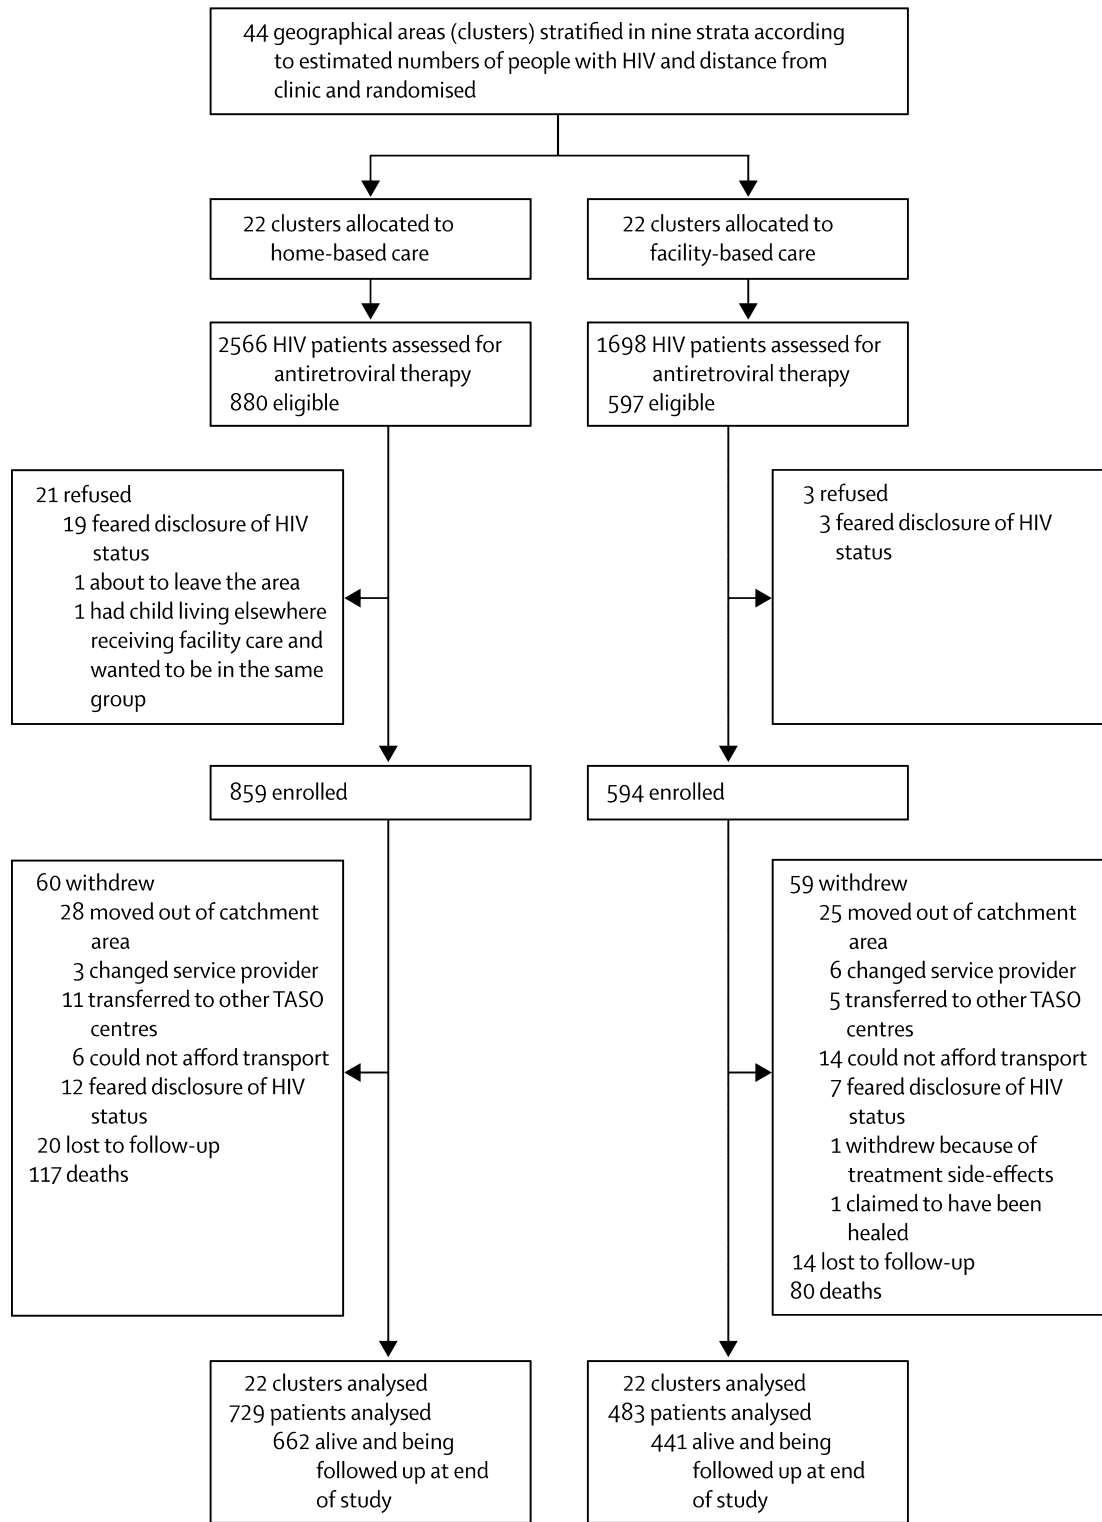 44 geographical areas (clusters) stratified in nine strata according
to estimated numbers of people with HIV and distance from
clinic and randomised
22 clusters allocated to
home-based care
22 clusters allocated to
facility-based care
2566 HIV patients assessed for
antiretroviral therapy
880 eligible
1698 HIV patients assessed for
antiretroviral therapy
597 eligible
21 refused
19 feared disclosure of HIV
status
1 about to leave the area
1 had child living elsewhere
receiving facility care and
wanted to be in the same
group
3 refused
3 feared disclosure of HIV
status
859 enrolled
594 enrolled
60 withdrew
28 moved out of catchment
area
3 changed service provider
11 transferred to other TASO
centres
6 could not afford transport
12 feared disclosure of HIV
status
20 lost to follow-up
117 deaths
59 withdrew
25 moved out of catchment
area
6 changed service provider
5 transferred to other TASO
centres
14 could not afford transport
7 feared disclosure of HIV
status
1 withdrew because of
treatment side-effects
1 claimed to have been
healed
14 lost to follow-up
80 deaths
22 clusters analysed
729 patients analysed
662 alive and being
followed up at end
of study
22 clusters analysed
483 patients analysed
441 alive and being
followed up at end
of study